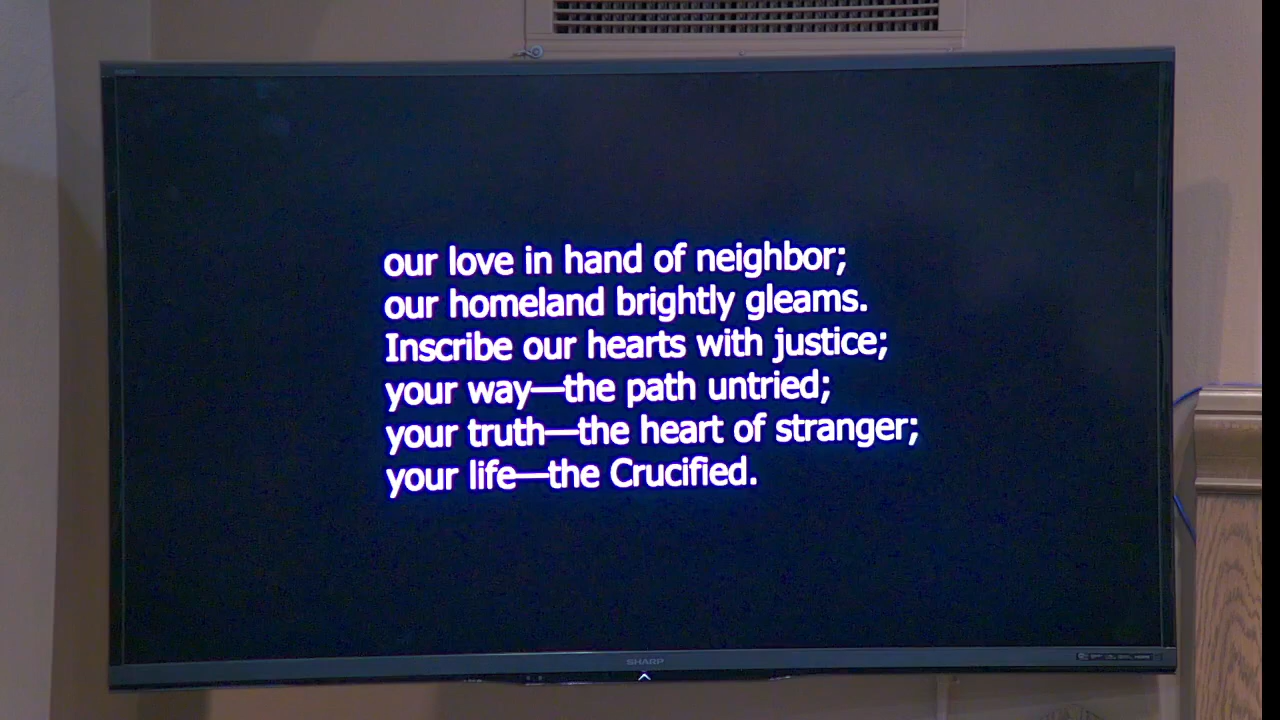 our love in hand of neighbor;
our homeland brightly gleams.
Inscribe our hearts with justice;
your way—the path untried;
your truth—the heart of stranger;
your life—the Crucified.
SHARP